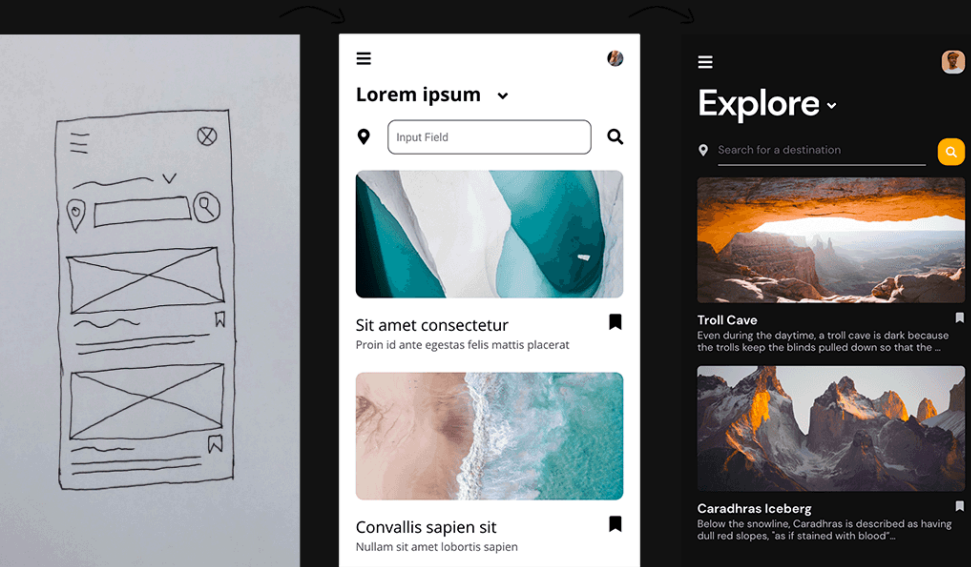 Lorem ipsum
Input Field
Sit amet consectetur
Proin id ante egestas felis mattis placerat
Convallis sapien sit
Nullam sit amet lobortis sapien
Explore
Search for a destination
Troll Cave
Even during the daytime, a troll cave is dark because
the trolls keep the blinds pulled down so that the ...
Caradhras Iceberg
Below the snowline, Caradhras is described as having
dull red slopes, "as if stained with blood"...